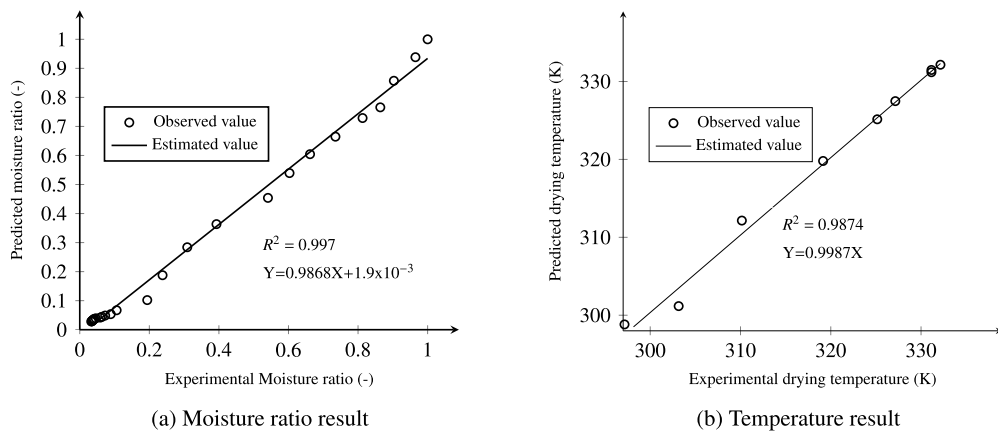 Predicted moisture ratio (-)
1
0.9
0.8
0.7
0.6
0.5
0.4
0.3
0.2
0.1
0
Observed value
Estimated value
R² = 0.997
Y=0.9868X+1.9x10⁻³
0 0.2 0.4 0.6 0.8 1
Experimental Moisture ratio (-)
(a) Moisture ratio result
Predicted drying temperature (K)
330
320
310
300
Observed value
Estimated value
R² = 0.9874
Y=0.9987X
300 310 320 330
Experimental drying temperature (K)
(b) Temperature result